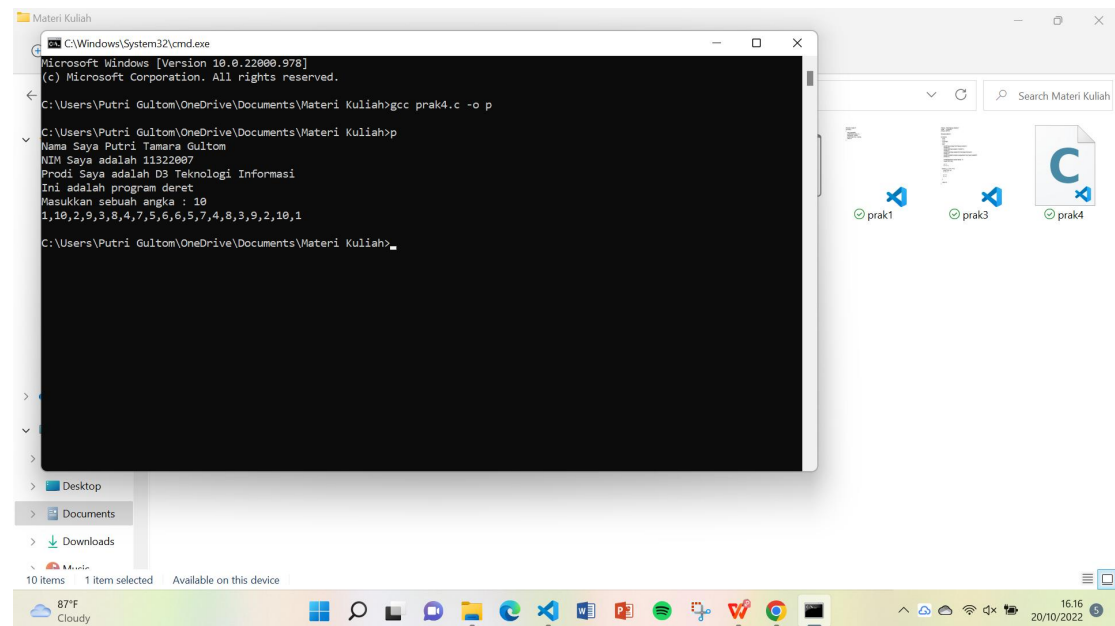 Materi Kuliah
C:\Windows\System32\cmd.exe
Microsoft Windows [Version 10.0.22000.978]
(c) Microsoft Corporation. All rights reserved.
C:\Users\Putri Gultom\OneDrive\Documents\Materi Kuliah>gcc prak4.c -o p
C:\Users\Putri Gultom\OneDrive\Documents\Materi Kuliah>p
Nama Saya Putri Tamara Gultom
NIM Saya adalah 11322007
Prodi Saya adalah D3 Teknologi Informasi
Ini adalah program deret
Masukkan sebuah angka : 10
1,10,2,9,3,8,4,7,5,6,6,5,7,4,8,3,9,2,10,1
C:\Users\Putri Gultom\OneDrive\Documents\Materi Kuliah>
Search Materi Kuliah
C
prak1
prak3
prak4
Desktop
Documents
Downloads
Music
10 items
1 item selected
Available on this device
87°F
Cloudy
16.16
20/10/2022
5